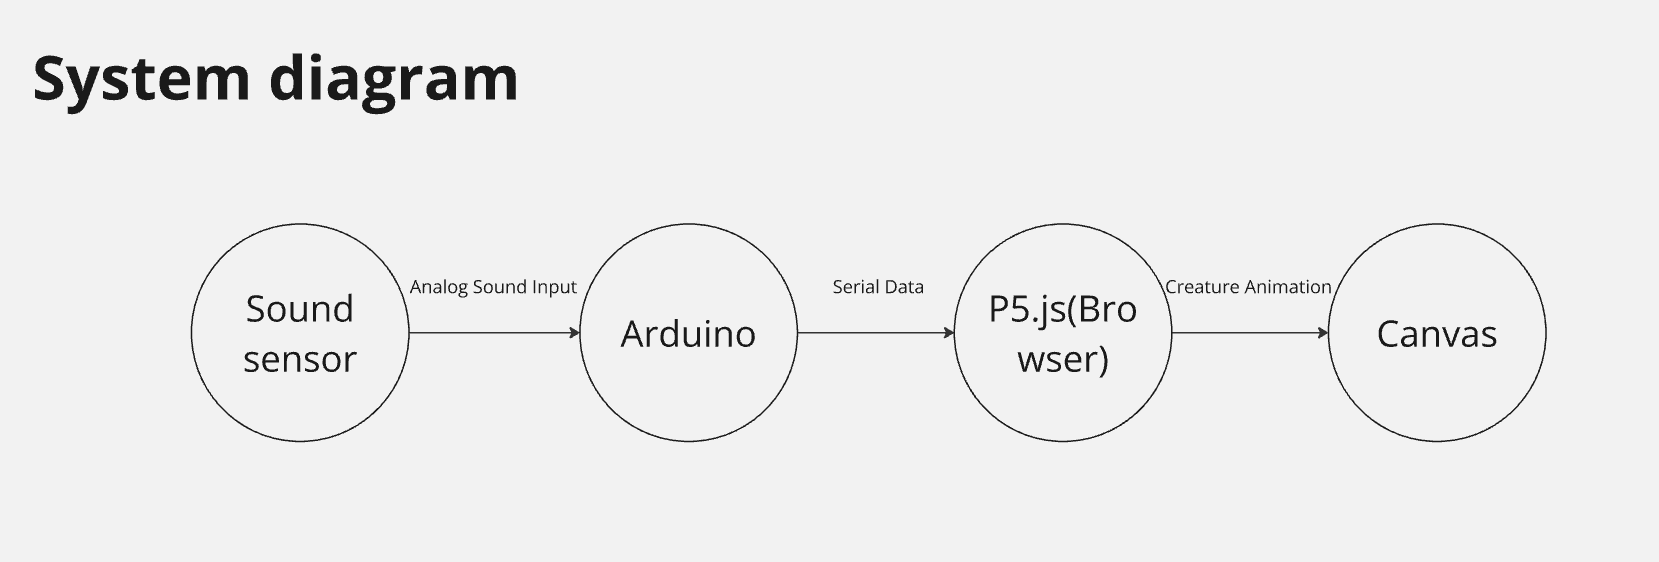 System diagram
Sound
sensor
Analog Sound Input
Arduino
Serial Data
P5.js(Bro
wser)
Creature Animation
Canvas